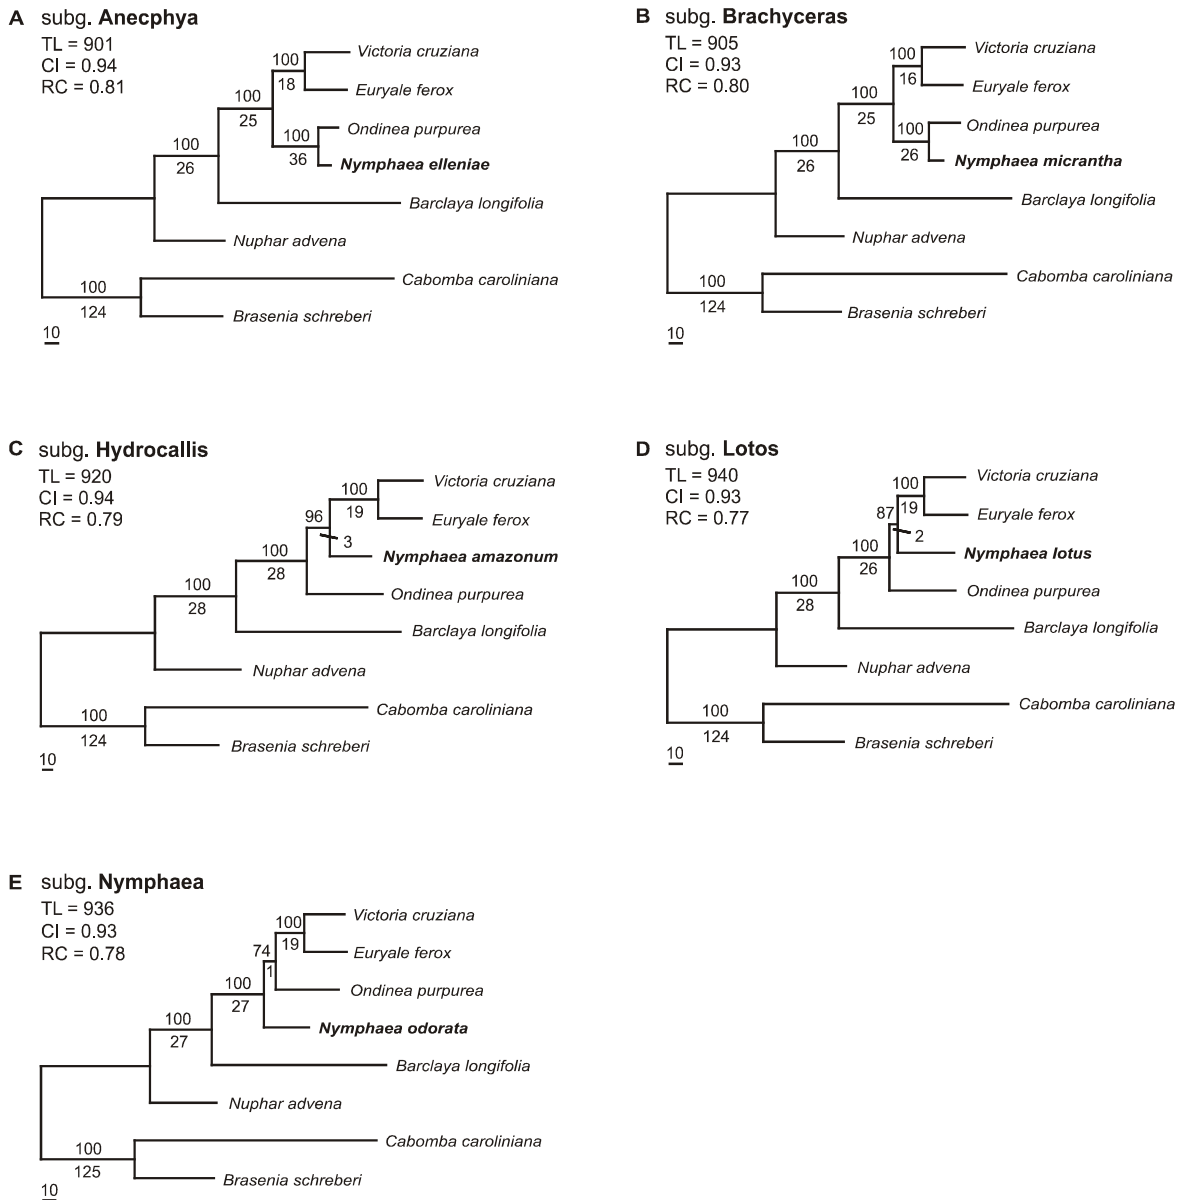 A subg. Anecphya
TL = 901
CI = 0.94
RC = 0.81
100
18
Victoria cruziana
Euryale ferox
100
25
100
36
Ondinea purpurea
Nymphaea elleniae
100
26
Barclaya longifolia
Nuphar advena
100
124
Cabomba caroliniana
Brasenia schreberi
10
B subg. Brachyceras
TL = 905
CI = 0.93
RC = 0.80
100
16
Victoria cruziana
Euryale ferox
100
25
100
26
Ondinea purpurea
Nymphaea micrantha
100
26
Barclaya longifolia
Nuphar advena
100
124
Cabomba caroliniana
Brasenia schreberi
10
C subg. Hydrocallis
TL = 920
CI = 0.94
RC = 0.79
100
19
Victoria cruziana
Euryale ferox
96
3
Nymphaea amazonum
100
28
Ondinea purpurea
100
28
Barclaya longifolia
Nuphar advena
100
124
Cabomba caroliniana
Brasenia schreberi
10
D subg. Lotos
TL = 940
CI = 0.93
RC = 0.77
100
19
Victoria cruziana
Euryale ferox
87
2
Nymphaea lotus
100
26
Ondinea purpurea
100
28
Barclaya longifolia
Nuphar advena
100
124
Cabomba caroliniana
Brasenia schreberi
10
E subg. Nymphaea
TL = 936
CI = 0.93
RC = 0.78
100
19
Victoria cruziana
Euryale ferox
74
1
Ondinea purpurea
100
27
Nymphaea odorata
100
27
Barclaya longifolia
Nuphar advena
100
125
Cabomba caroliniana
Brasenia schreberi
10